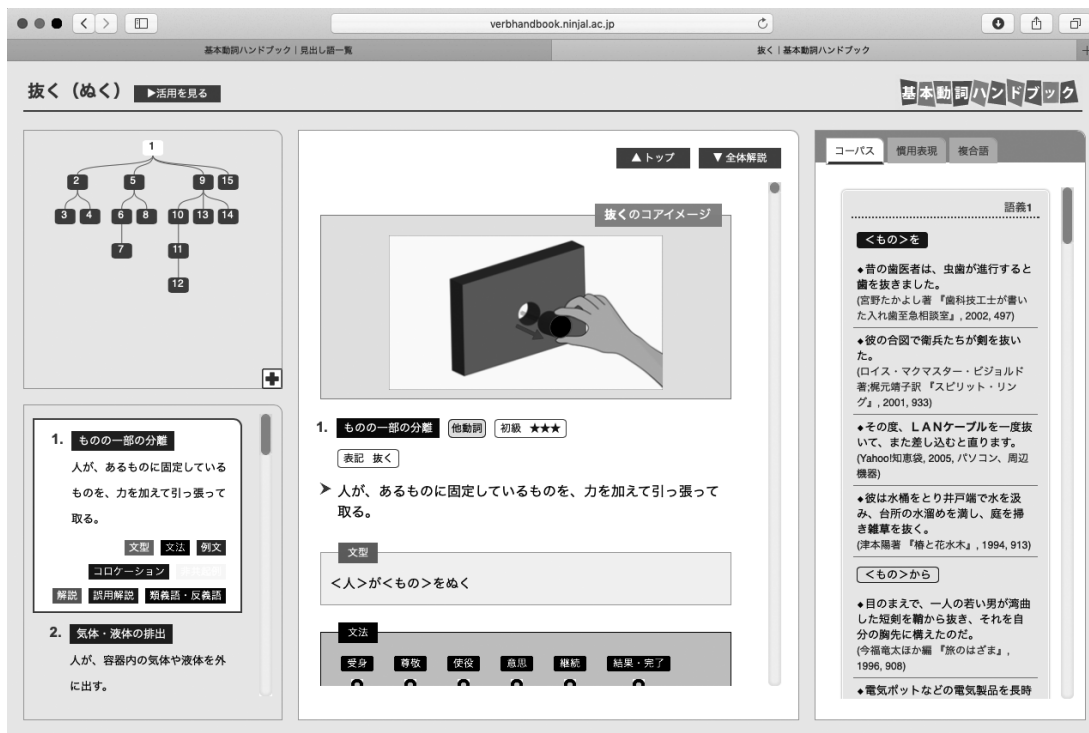 verbhandbook.ninjal.ac.jp
基本動詞ハンドブック｜見出し語一覧
抜く｜基本動詞ハンドブック
抜く（ぬく）
▶活用を見る
基本動詞ハンドブック
1
2 5 9 15
3 4 6 8 10 13 14
7 11
12
1. ものの一部の分離
人が、あるものに固定している
ものを、力を加えて引っ張って
取る。
文型 文法 例文
コロケーション
解説 誤用解説 類義語・反義語
2. 気体・液体の排出
人が、容器内の気体や液体を外
に出す。
▲トップ ▼全体解説
抜くのコアイメージ
1. ものの一部の分離 他動詞 初級 ★★★
表記 抜く
➤ 人が、あるものに固定しているものを、力を加えて引っ張って
取る。
文型
<人>が<もの>をぬく
文法
受身 尊敬 使役 意思 継続 結果・完了
コーパス 慣用表現 複合語
語義1
<もの>を
◆昔の歯医者は、虫歯が進行すると
歯を抜きました。
(宮野たかよし著 『歯科技工士が書い
た入れ歯至急相談室』, 2002, 497)
◆彼の合図で衛兵たちが剣を抜い
た。
(ロイス・マクマスター・ビジョルド
著;梶元靖子訳 『スピリット・リン
グ』, 2001, 933)
◆その度、ＬＡＮケーブルを一度抜
いて、また差し込むと直ります。
(Yahoo!知恵袋, 2005, パソコン、周辺
機器)
◆彼は水桶をとり井戸端で水を汲
み、台所の水溜めを満し、庭を掃
き雑草を抜く。
(津本陽著 『椿と花水木』, 1994, 913)
<もの>から
◆目のまえで、一人の若い男が湾曲
した短剣を鞘から抜き、それを自
分の胸先に構えたのだ。
(今福竜太ほか編 『旅のはざま』,
1996, 908)
◆電気ポットなどの電気製品を長時